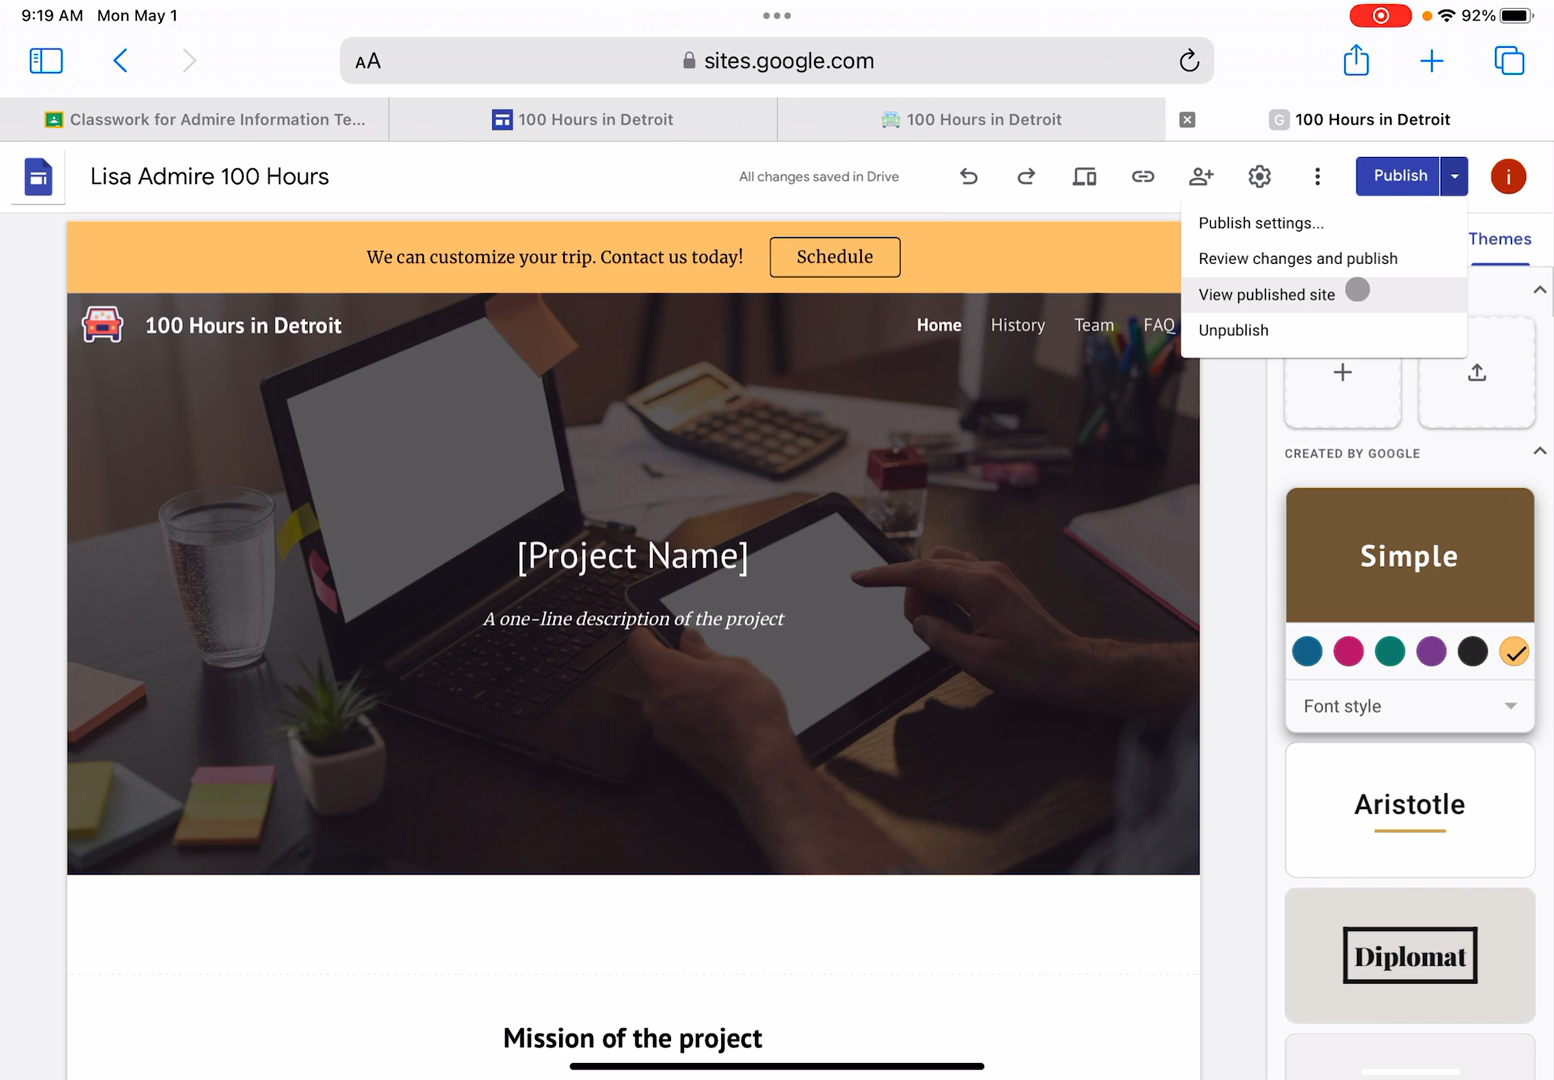 9:19 AM Mon May 1
92%
AA
sites.google.com
Classwork for Admire Information Te...
100 Hours in Detroit
100 Hours in Detroit
G 100 Hours in Detroit
Lisa Admire 100 Hours
All changes saved in Drive
Publish
i
Publish settings...
Review changes and publish
View published site
Unpublish
Themes
We can customize your trip. Contact us today!
Schedule
100 Hours in Detroit
Home
History
Team
FAQ
[Project Name]
A one-line description of the project
Mission of the project
CREATED BY GOOGLE
Simple
Font style
Aristotle
Diplomat